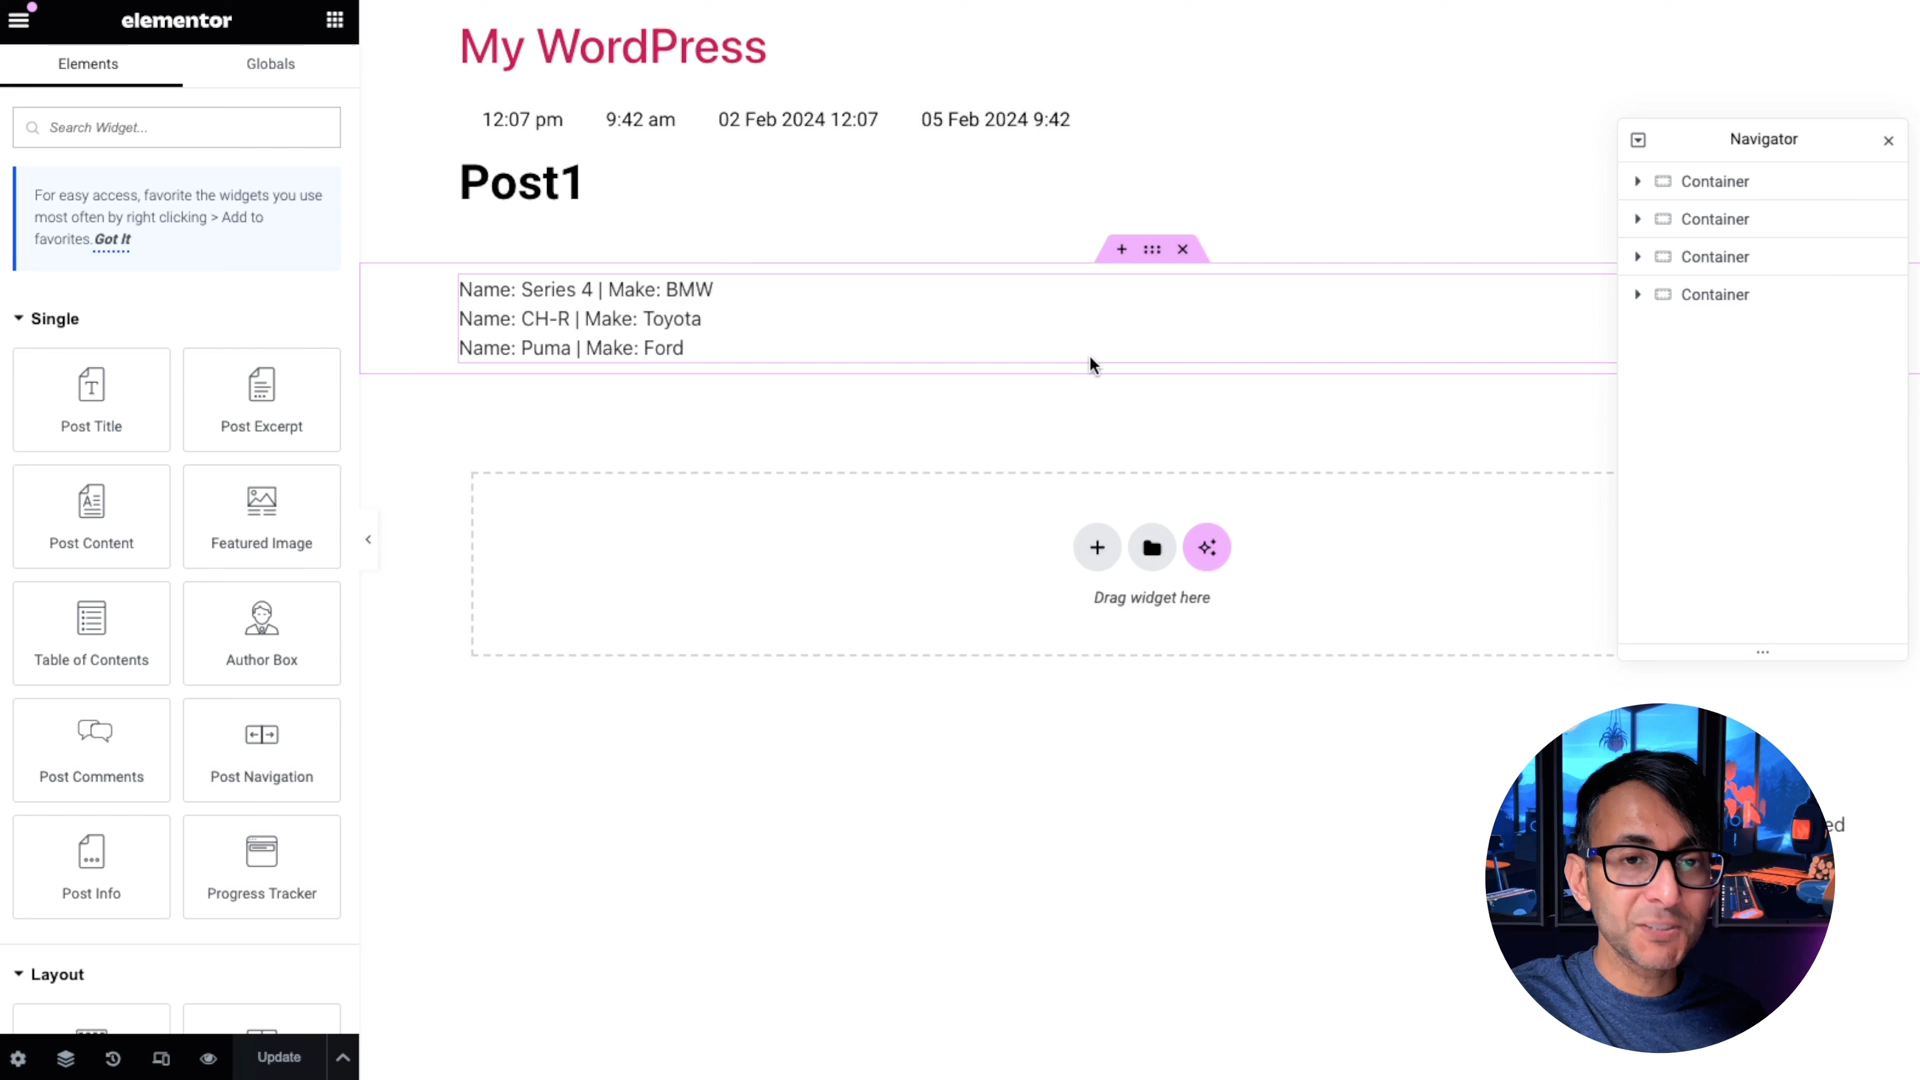 elementor
Elements
Globals
Search Widget...
For easy access, favorite the widgets you use
most often by right clicking > Add to
favorites. Got It
Single
Post Title
Post Excerpt
Post Content
Featured Image
Table of Contents
Author Box
Post Comments
Post Navigation
Post Info
Progress Tracker
Layout
Update
My WordPress
12:07 pm
9:42 am
02 Feb 2024 12:07
05 Feb 2024 9:42
Post1
Name: Series 4 | Make: BMW
Name: CH-R | Make: Toyota
Name: Puma | Make: Ford
Drag widget here
Navigator
Container
Container
Container
Container